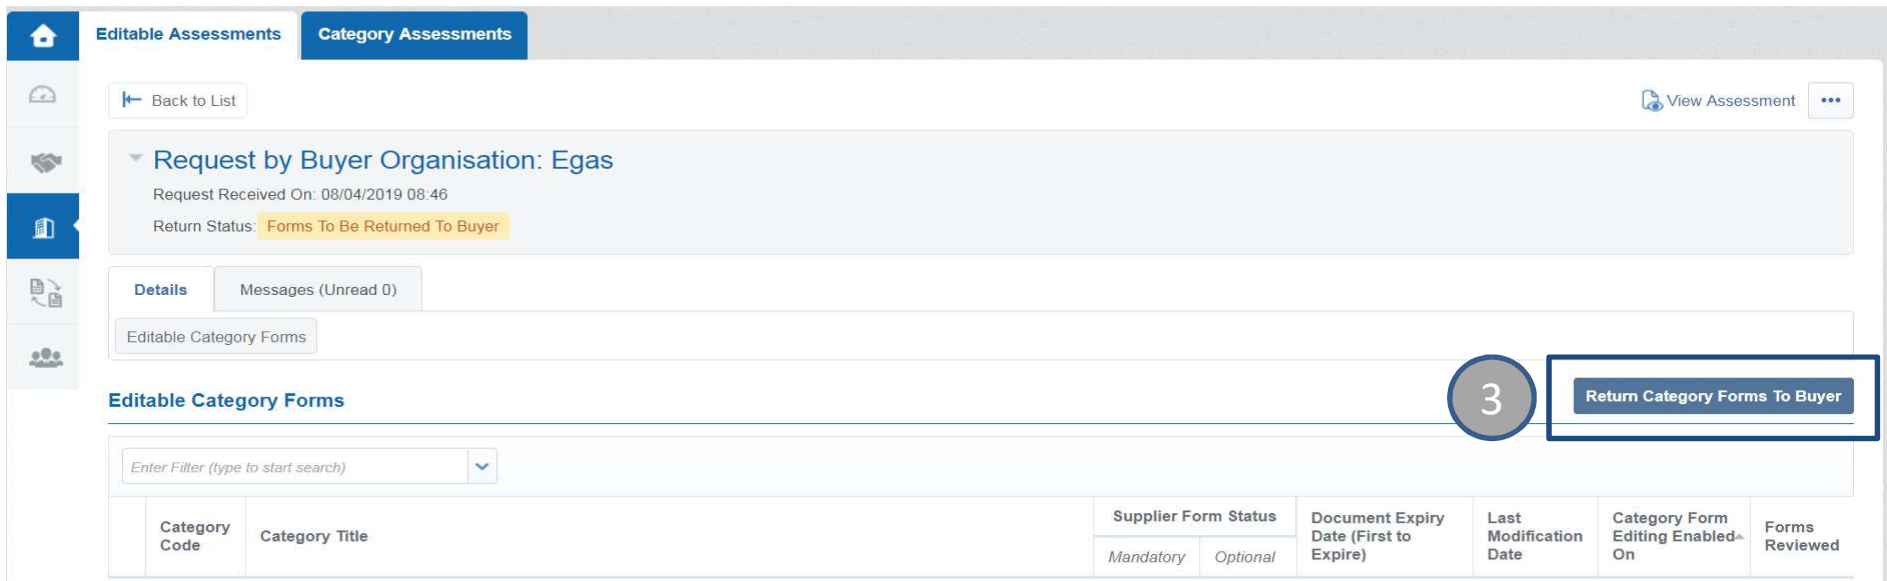 Editable Assessments
Category Assessments
Back to List
View Assessment
Request by Buyer Organisation: Egas
Request Received On: 08/04/2019 08:46
Return Status: Forms To Be Returned To Buyer
Details
Messages (Unread 0)
Editable Category Forms
Editable Category Forms
3
Return Category Forms To Buyer
Enter Filter (type to start search)
Category
Code
Category Title
Supplier Form Status
Mandatory
Optional
Document Expiry
Date (First to
Expire)
Last
Modification
Date
Category Form
Editing Enabled
On
Forms
Reviewed